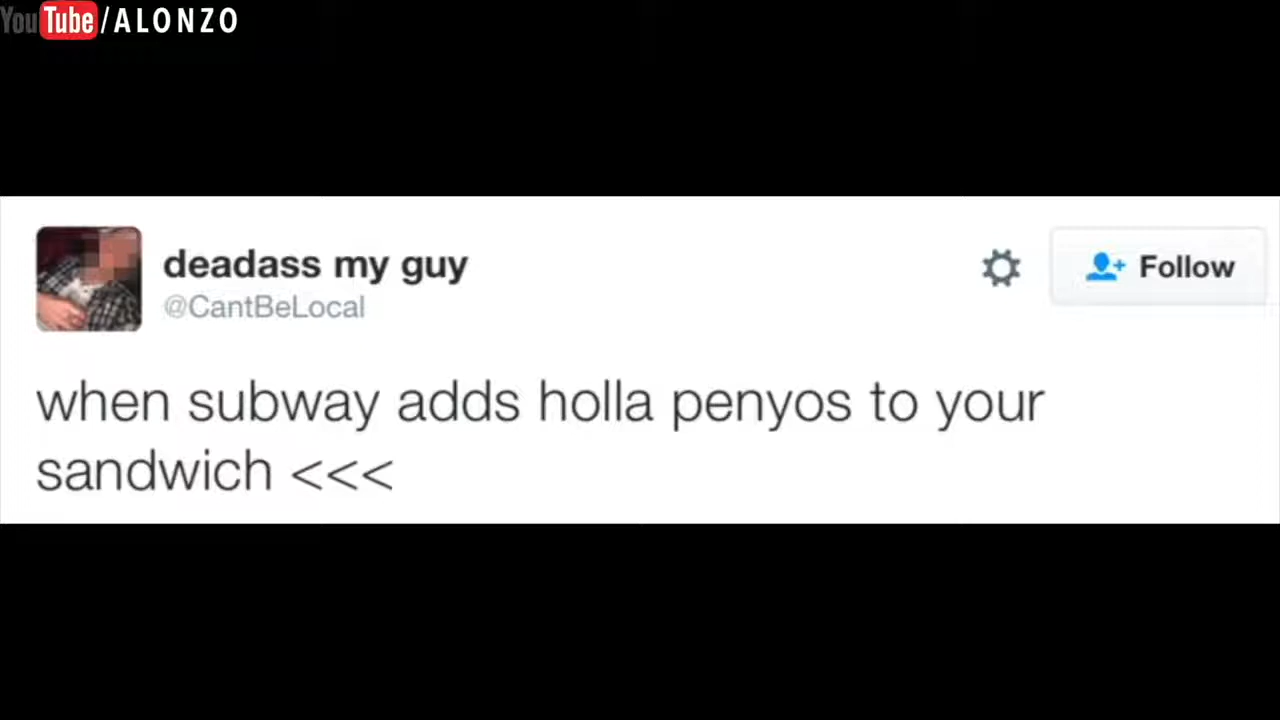 YouTube/ALONZO
deadass my guy
@CantBeLocal
Follow
when subway adds holla penyos to your
sandwich <<<